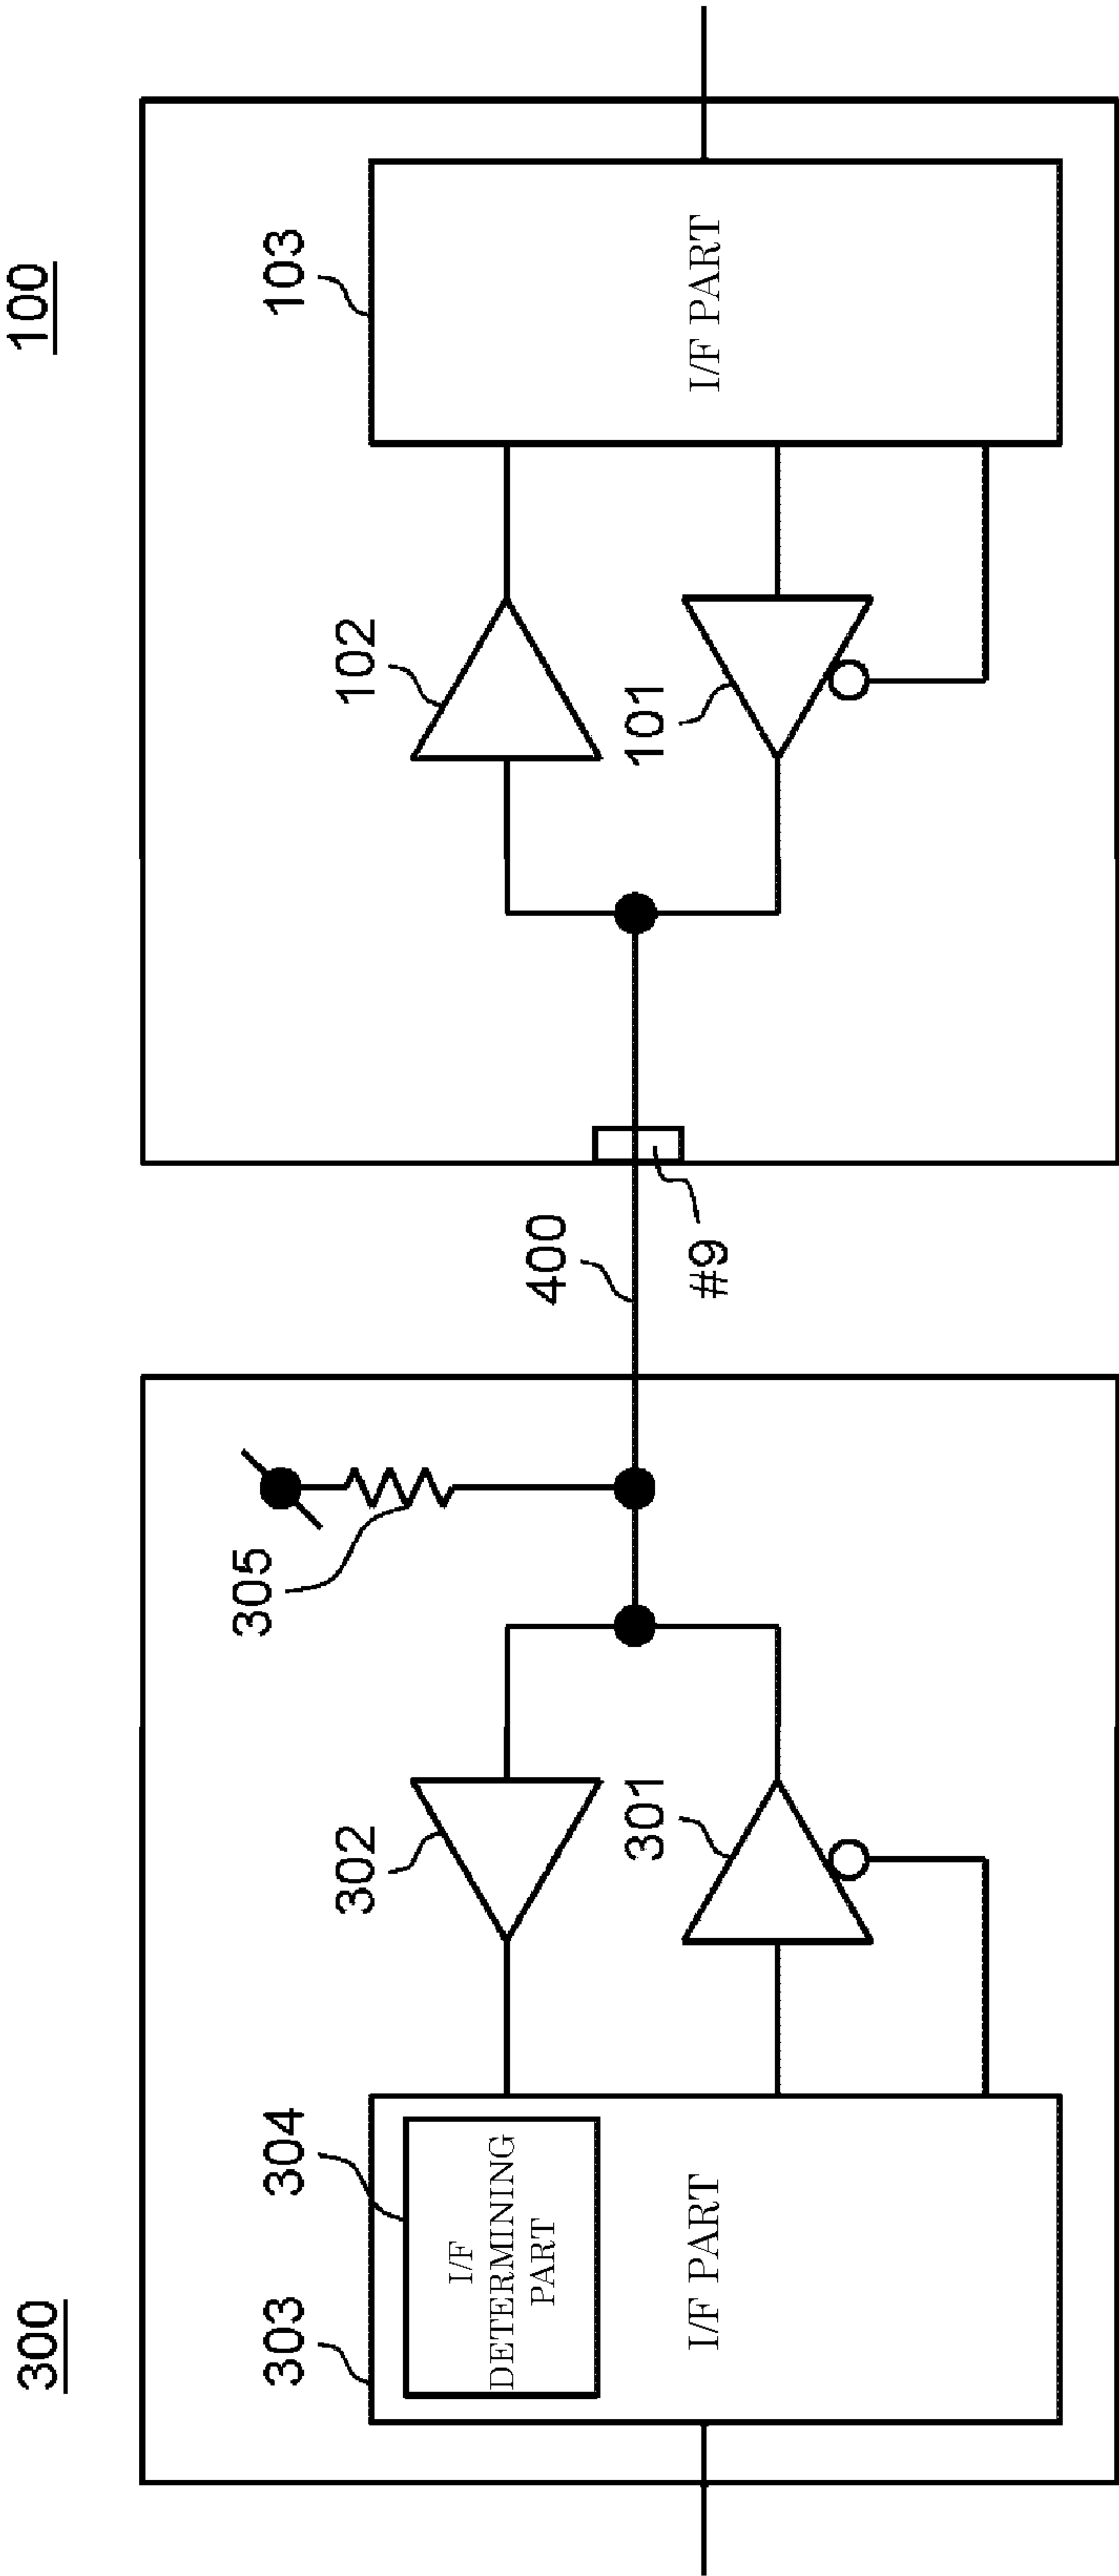 300
100
303
304
I/F
DETERMINING
PART
I/F PART
302
301
305
400
#9
102
101
103
I/F PART